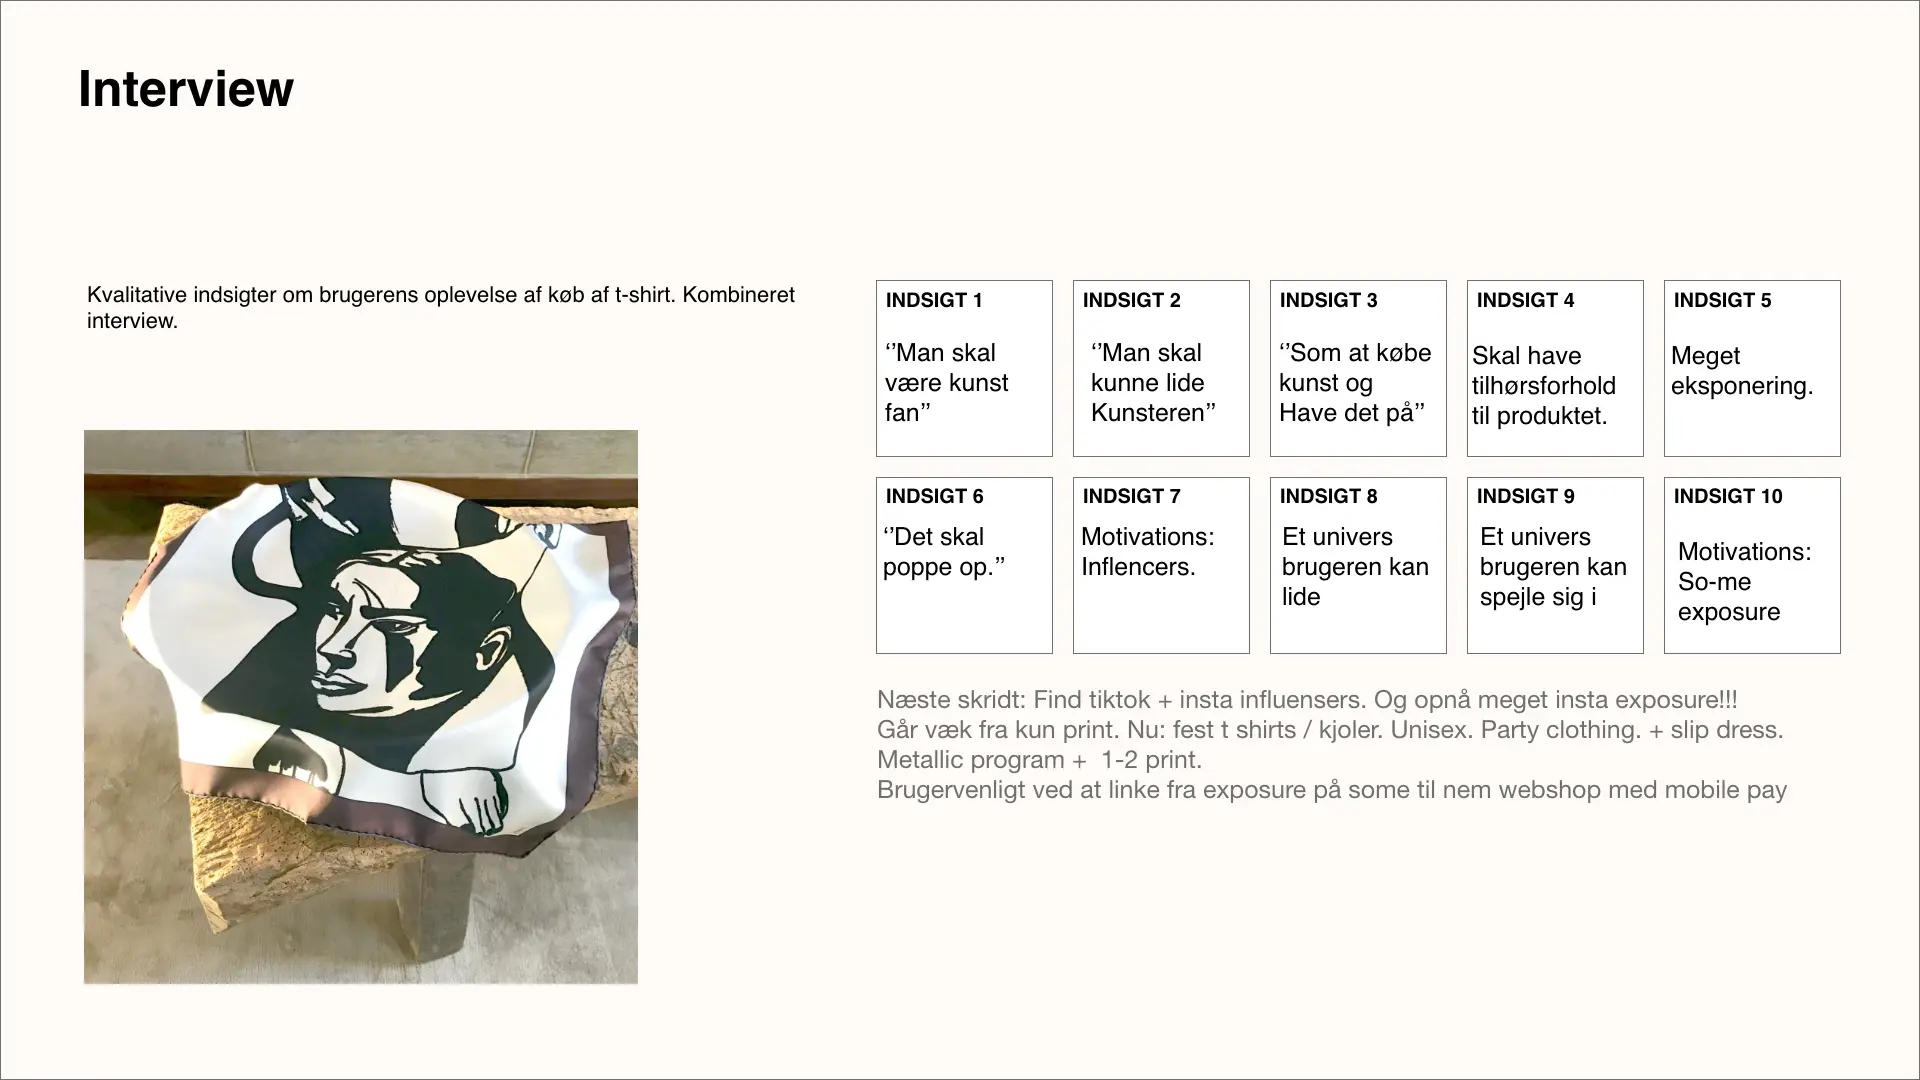 Interview
Kvalitative indsigter om brugerens oplevelse af køb af t-shirt. Kombineret
interview.
INDSIGT 1
‘’Man skal
være kunst
fan’’
INDSIGT 2
‘’Man skal
kunne lide
Kunsteren’’
INDSIGT 3
‘’Som at købe
kunst og
Have det på’’
INDSIGT 4
Skal have
tilhørsforhold
til produktet.
INDSIGT 5
Meget
eksponering.
INDSIGT 6
‘’Det skal
poppe op.’’
INDSIGT 7
Motivations:
Inflencers.
INDSIGT 8
Et univers
brugeren kan
lide
INDSIGT 9
Et univers
brugeren kan
spejle sig i
INDSIGT 10
Motivations:
So-me
exposure
Næste skridt: Find tiktok + insta influensers. Og opnå meget insta exposure!!!
Går væk fra kun print. Nu: fest t shirts / kjoler. Unisex. Party clothing. + slip dress.
Metallic program +  1-2 print.
Brugervenligt ved at linke fra exposure på some til nem webshop med mobile pay